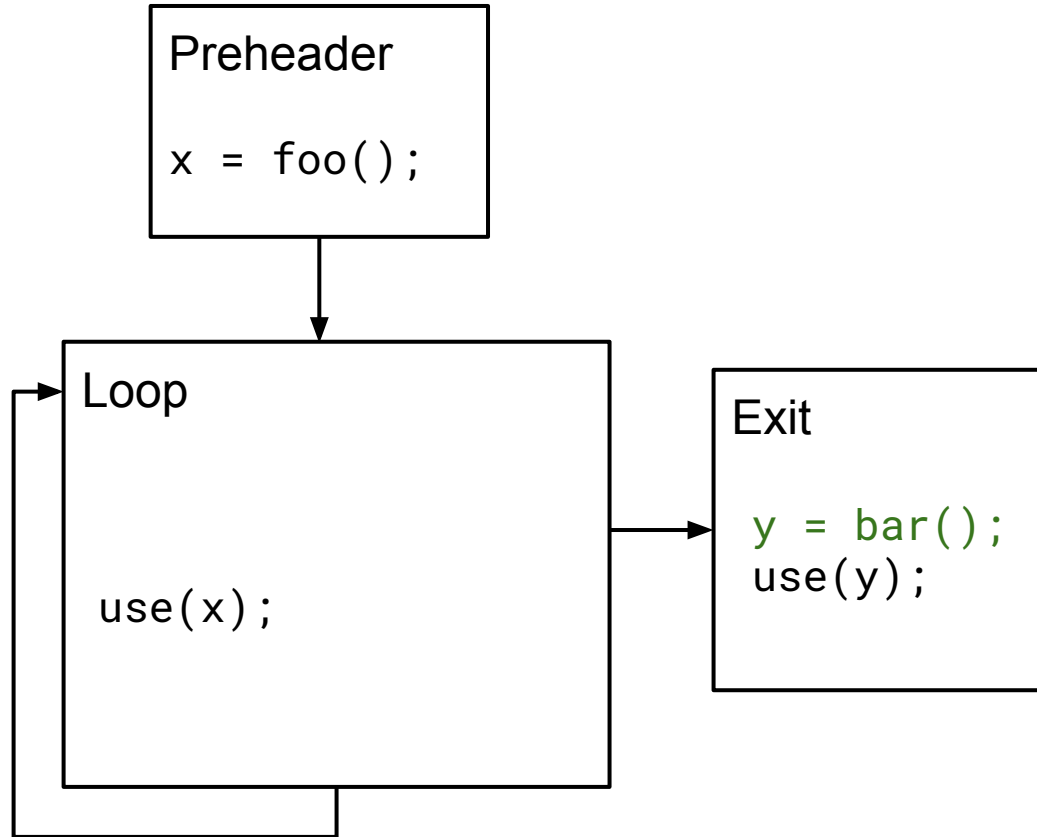 Preheader
x = foo();
Loop
use(x);
Exit
y = bar();
use(y);